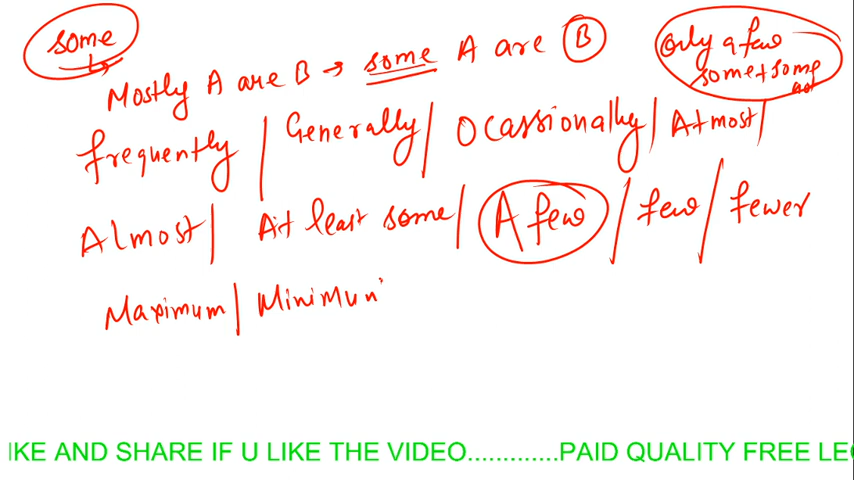 some
Mostly A are B → some A are B
only a few
some + some
not
frequently / Generally / Ocassionally / Atmost /
Almost / At least some / A few / few / fewer
Maximum / Minimum
IKE AND SHARE IF U LIKE THE VIDEO.............PAID QUALITY FREE LEC